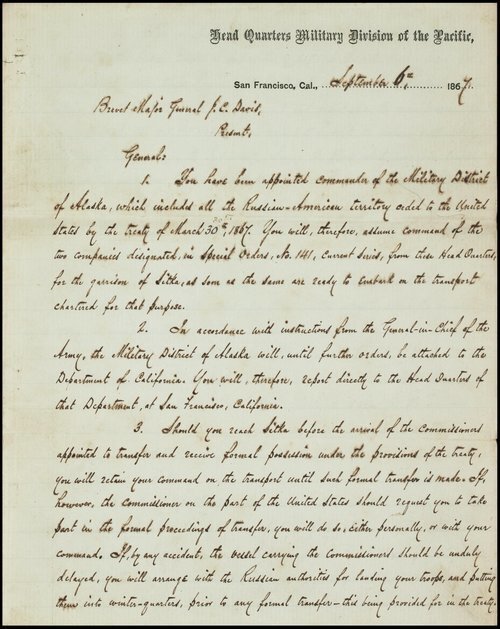 Head Quarters Military Division of the Pacific,
San Francisco, Cal., September 6th 1867.
Brevet Major General J. C. Davis,
Present,
General:
1. You have been appointed commander of the Military District
of Alaska, which includes all the Russian-American territory ceded to the United
States by the treaty of March 30th, 1867. You will, therefore, assume command of the
two companies designated, in Special Orders, No. 141, current series, from these Head Quarters,
for the garrison of Sitka, as soon as the same are ready to embark on the transport
chartered for that purpose.
2. In accordance with instructions from the General-in-Chief of the
Army, the Military District of Alaska will, until further orders, be attached to the
Department of California. You will, therefore, report directly to the Head Quarters of
that Department, at San Francisco, California.
3. Should you reach Sitka before the arrival of the commissioners
appointed to transfer and receive formal possession under the provisions of the treaty,
you will retain your command on the transport until such formal transfer is made. If,
however, the commissioner on the part of the United States should request you to take
part in the formal proceedings of transfer, you will do so, either personally, or with your
command. If, by any accident, the vessel carrying the commissioners should be unduly
delayed, you will arrange with the Russian authorities for landing your troops, and putting
them into winter-quarters, prior to any formal transfer—this being provided for in the treaty.